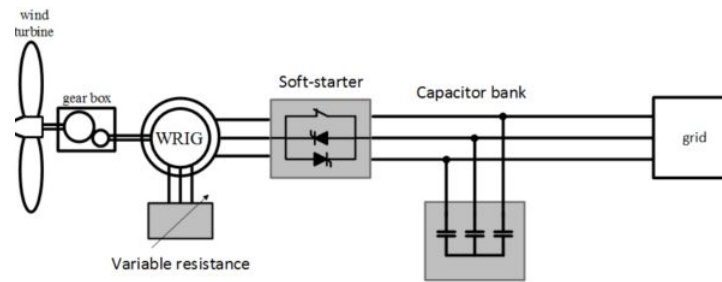 wind
turbine
gear box
WRIG
Soft-starter
Capacitor bank
grid
Variable resistance